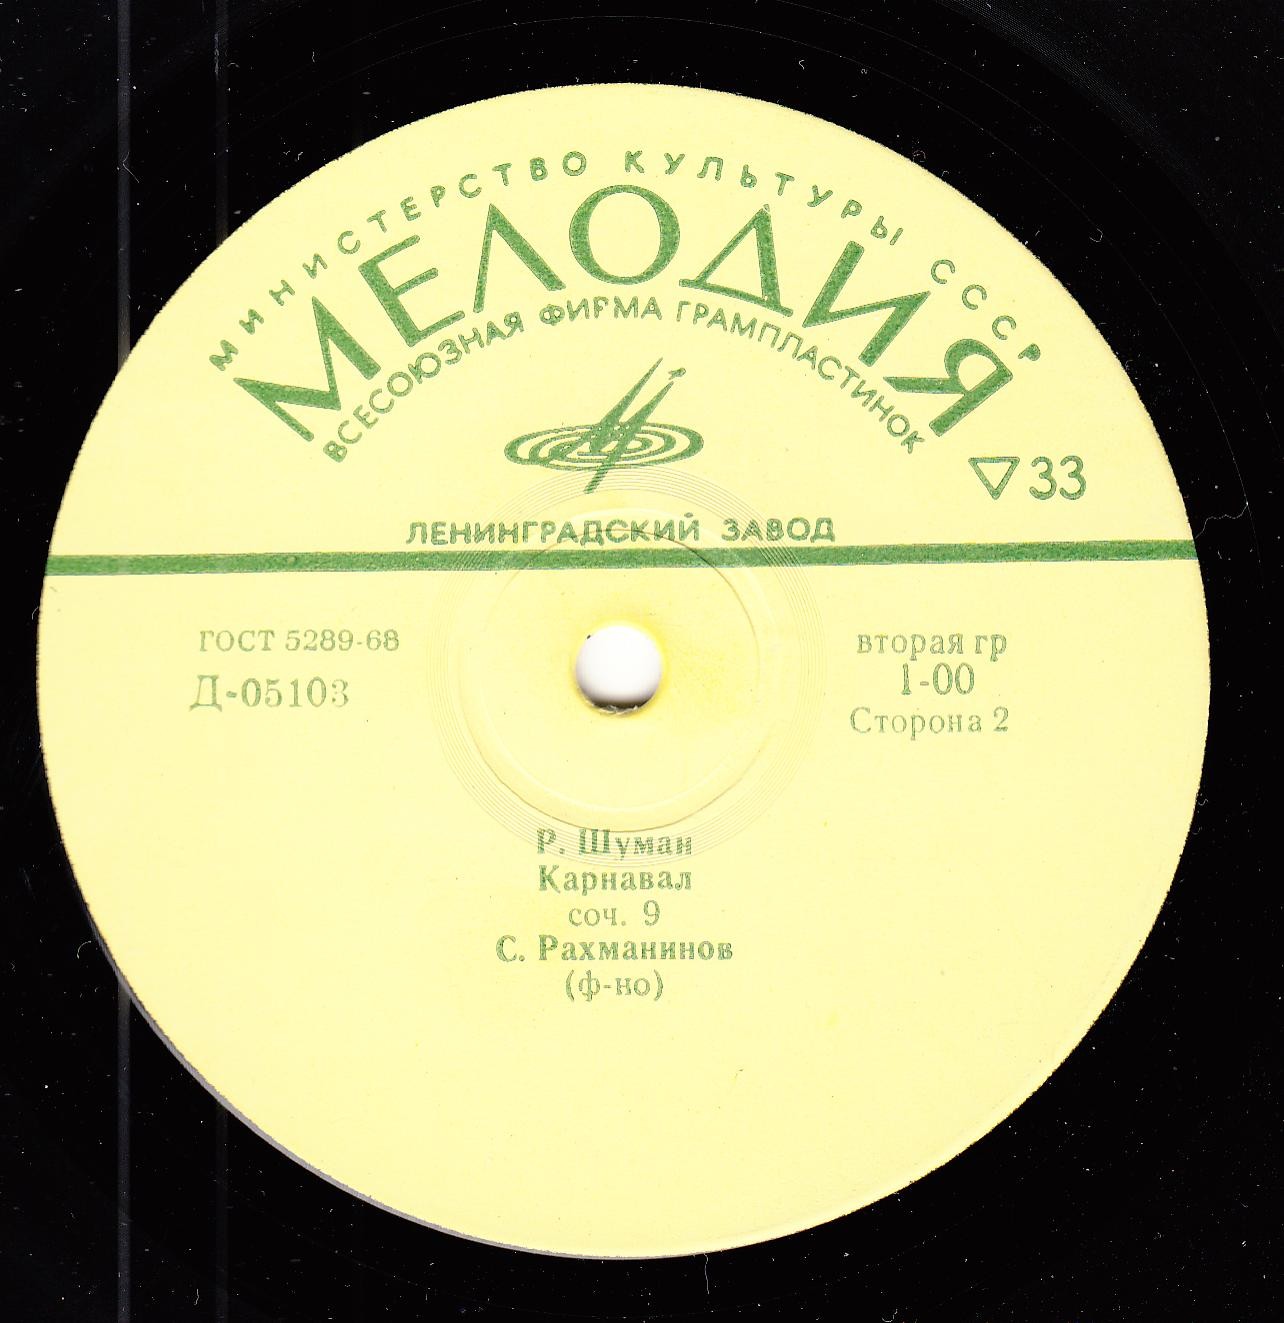 МИНИСТЕРСТВО КУЛЬТУРЫ СССР
МЕЛОДИЯ
ВСЕСОЮЗНАЯ ФИРМА ГРАМПЛАСТИНОК
▽33
ЛЕНИНГРАДСКИЙ ЗАВОД
ГОСТ 5289-68
Д-05103
вторая гр
1-00
Сторона 2
Р. Шуман
Карнавал
соч. 9
С. Рахманинов
(ф-но)